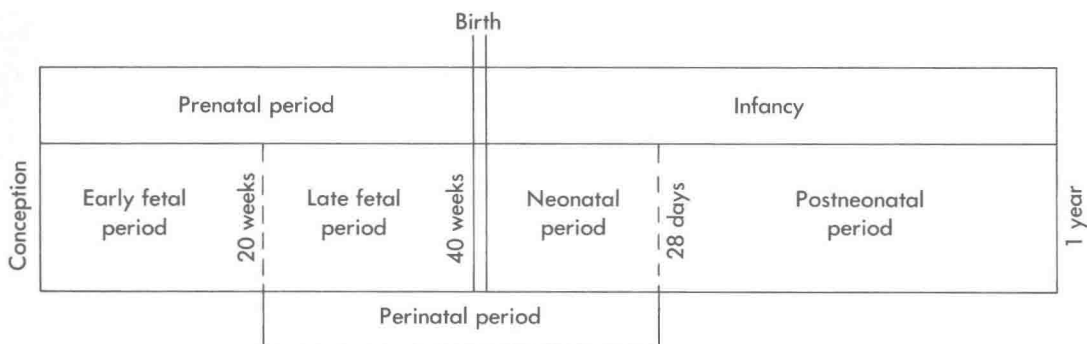 Birth
Prenatal period
Infancy
Conception
Early fetal
period
20 weeks
Late fetal
period
40 weeks
Neonatal
period
28 days
Postneonatal
period
1 year
Perinatal period